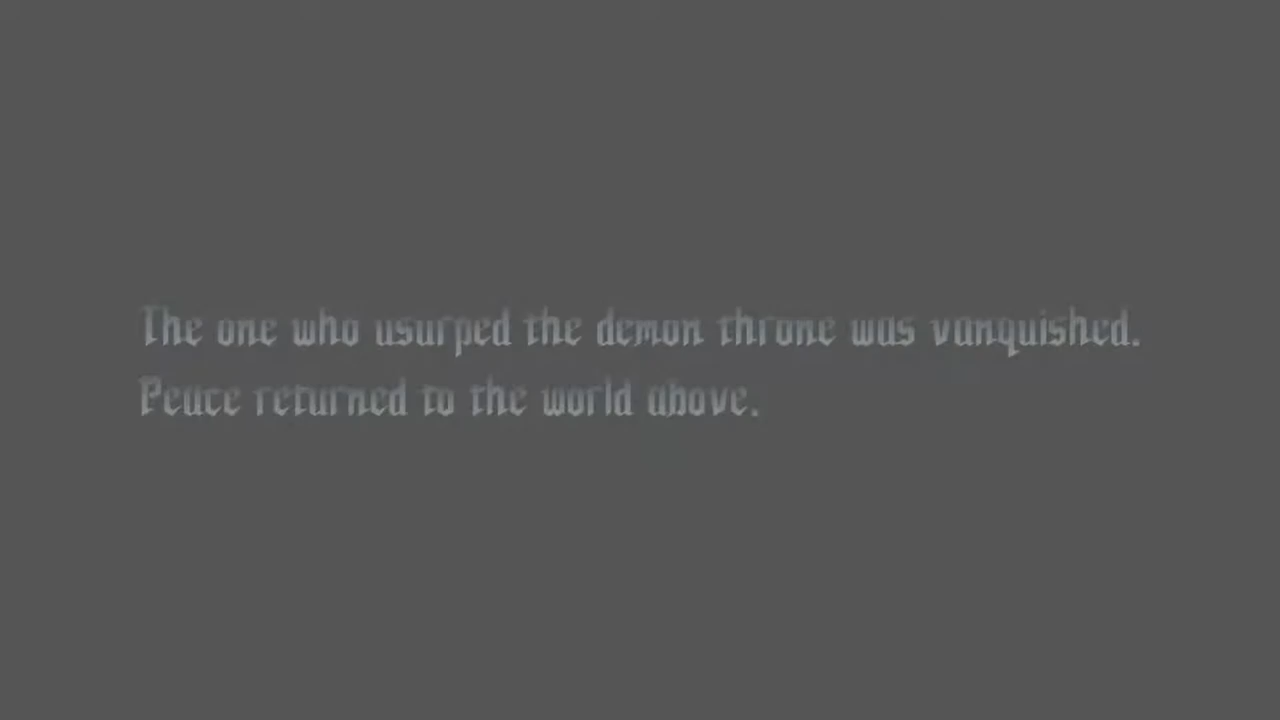 The one who usurped the demon throne was vanquished.
Peace returned to the world above.